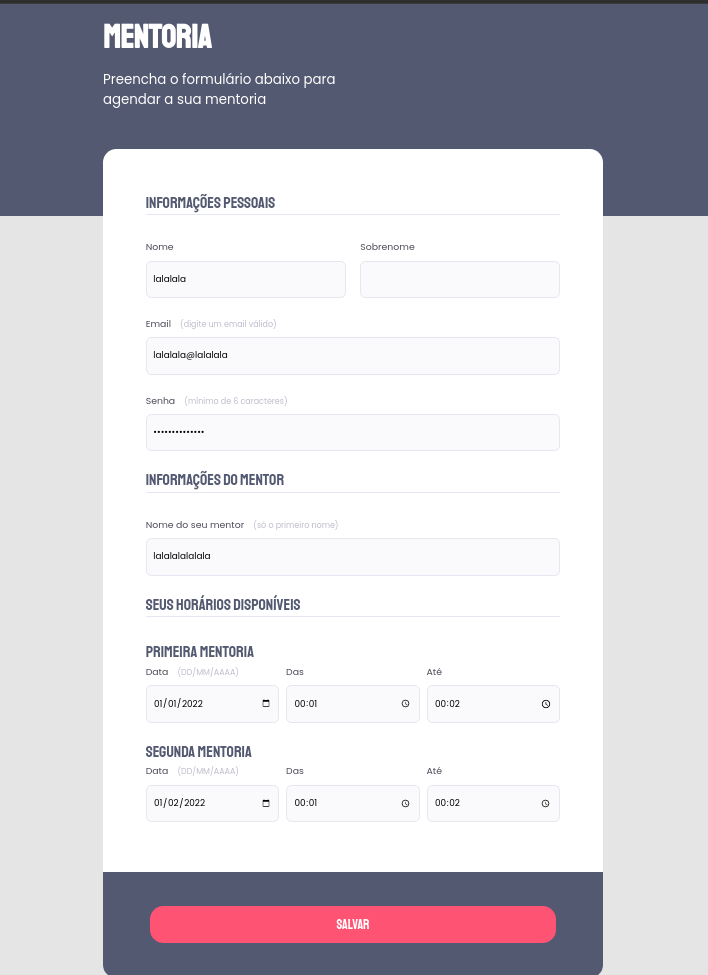 MENTORIA
Preencha o formulário abaixo para
agendar a sua mentoria
INFORMAÇÕES PESSOAIS
Nome Sobrenome
lalalala
Email (digite um email válido)
lalalala@lalalala
Senha (mínimo de 6 caracteres)
••••••••••••••
INFORMAÇÕES DO MENTOR
Nome do seu mentor (só o primeiro nome)
lalalalalalala
SEUS HORÁRIOS DISPONÍVEIS
PRIMEIRA MENTORIA
Data (DD/MM/AAAA) Das Até
01/01/2022 00:01 00:02
SEGUNDA MENTORIA
Data (DD/MM/AAAA) Das Até
01/02/2022 00:01 00:02
SALVAR